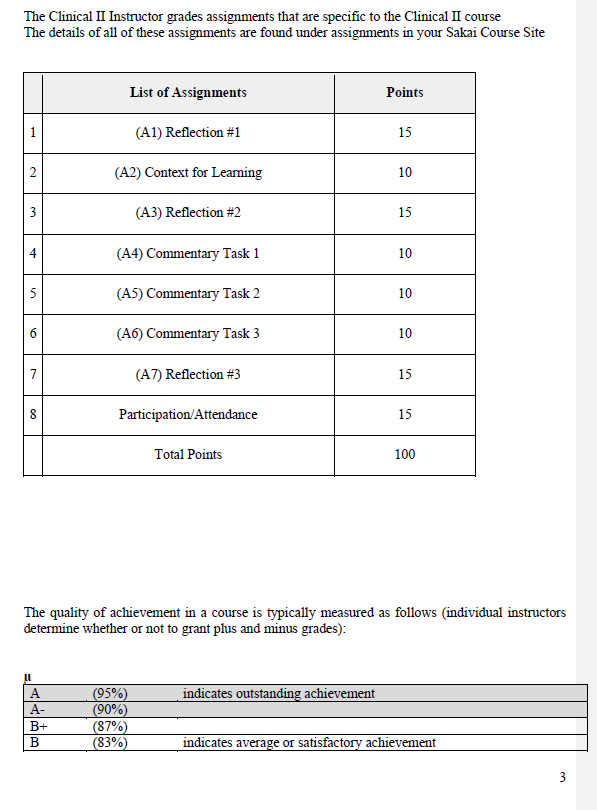 The Clinical II Instructor grades assignments that are specific to the Clinical II course
The details of all of these assignments are found under assignments in your Sakai Course Site
List of Assignments Points
1 (A1) Reflection #1 15
2 (A2) Context for Learning 10
3 (A3) Reflection #2 15
4 (A4) Commentary Task 1 10
5 (A5) Commentary Task 2 10
6 (A6) Commentary Task 3 10
7 (A7) Reflection #3 15
8 Participation/Attendance 15
Total Points 100
The quality of achievement in a course is typically measured as follows (individual instructors
determine whether or not to grant plus and minus grades):
µ
A (95%) indicates outstanding achievement
A- (90%)
B+ (87%)
B (83%) indicates average or satisfactory achievement
3